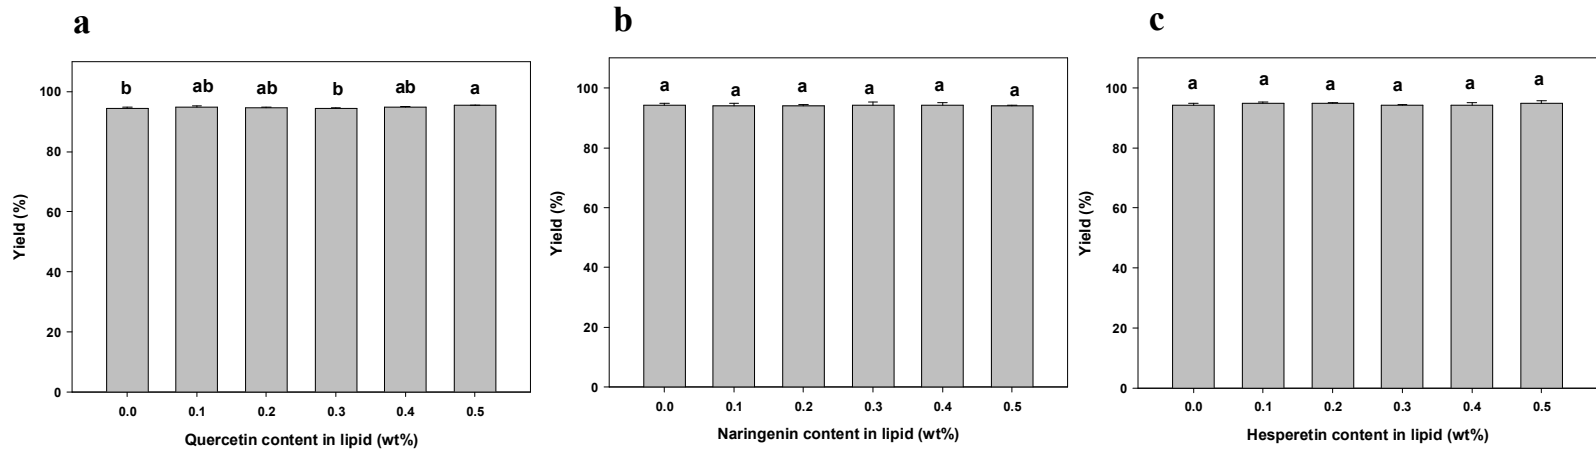 a
b ab ab b ab a
100
80
60
40
20
0
0.0 0.1 0.2 0.3 0.4 0.5
Yield (%)
Quercetin content in lipid (wt%)
b
a a a a a a
100
80
60
40
20
0
0.0 0.1 0.2 0.3 0.4 0.5
Yield (%)
Naringenin content in lipid (wt%)
c
a a a a a a
100
80
60
40
20
0
0.0 0.1 0.2 0.3 0.4 0.5
Yield (%)
Hesperetin content in lipid (wt%)